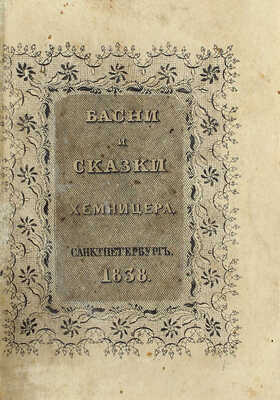 БАСНИ
И
СКАЗКИ
ХЕМНИЦЕРА.
САНКТПЕТЕРБУРГЪ.
1838.